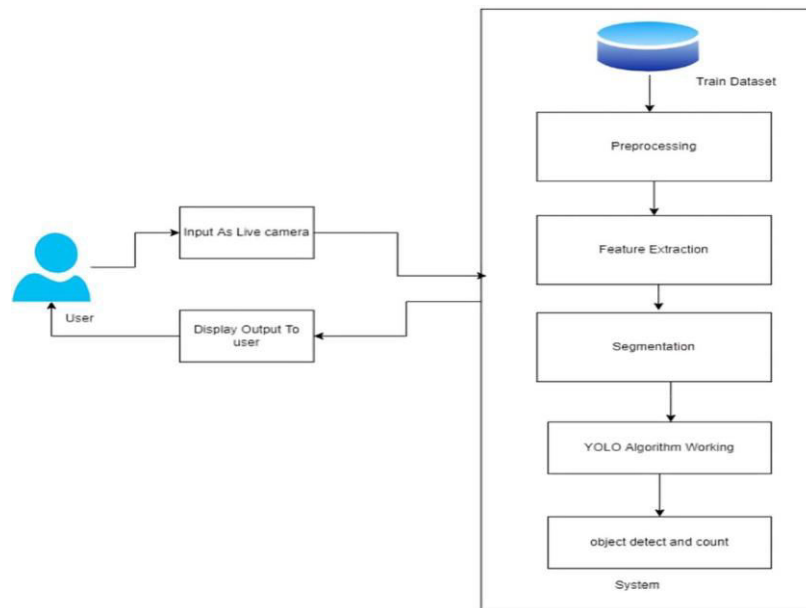 Train Dataset
Preprocessing
Input As Live camera
Feature Extraction
User
Display Output To
user
Segmentation
YOLO Algorithm Working
object detect and count
System